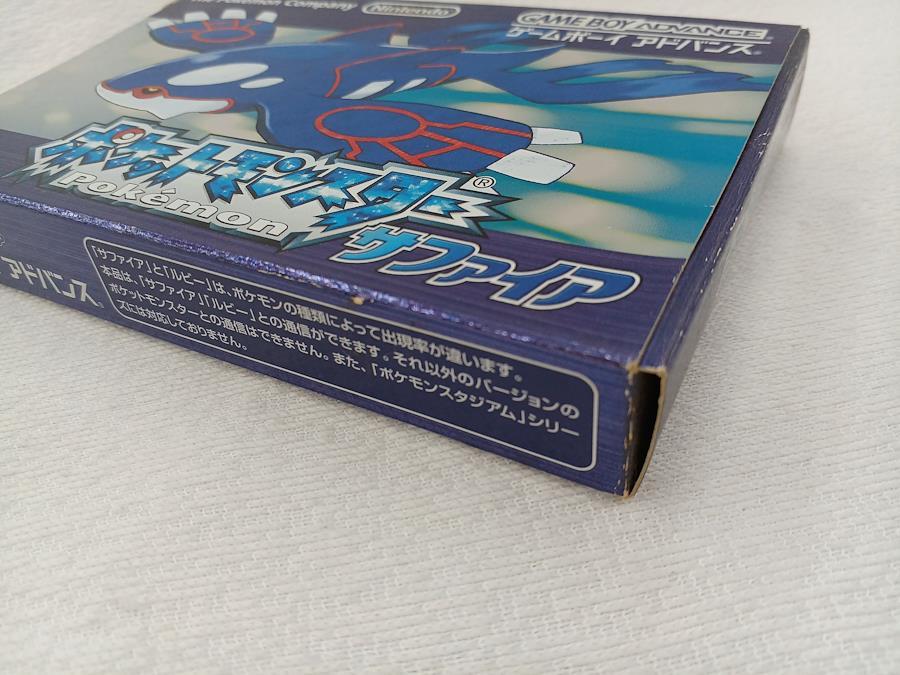 The Pokémon Company
Nintendo
GAME BOY ADVANCE
ゲームボーイ アドバンス
ポケットモンスター®
Pokémon
サファイア
アドバンス
「サファイア」と「ルビー」は、ポケモンの種類によって出現率が違います。
本品は、「サファイア」「ルビー」との通信ができます。それ以外のバージョンの
ポケットモンスターとの通信はできません。また、「ポケモンスタジアム」シリー
ズには対応しておりません。